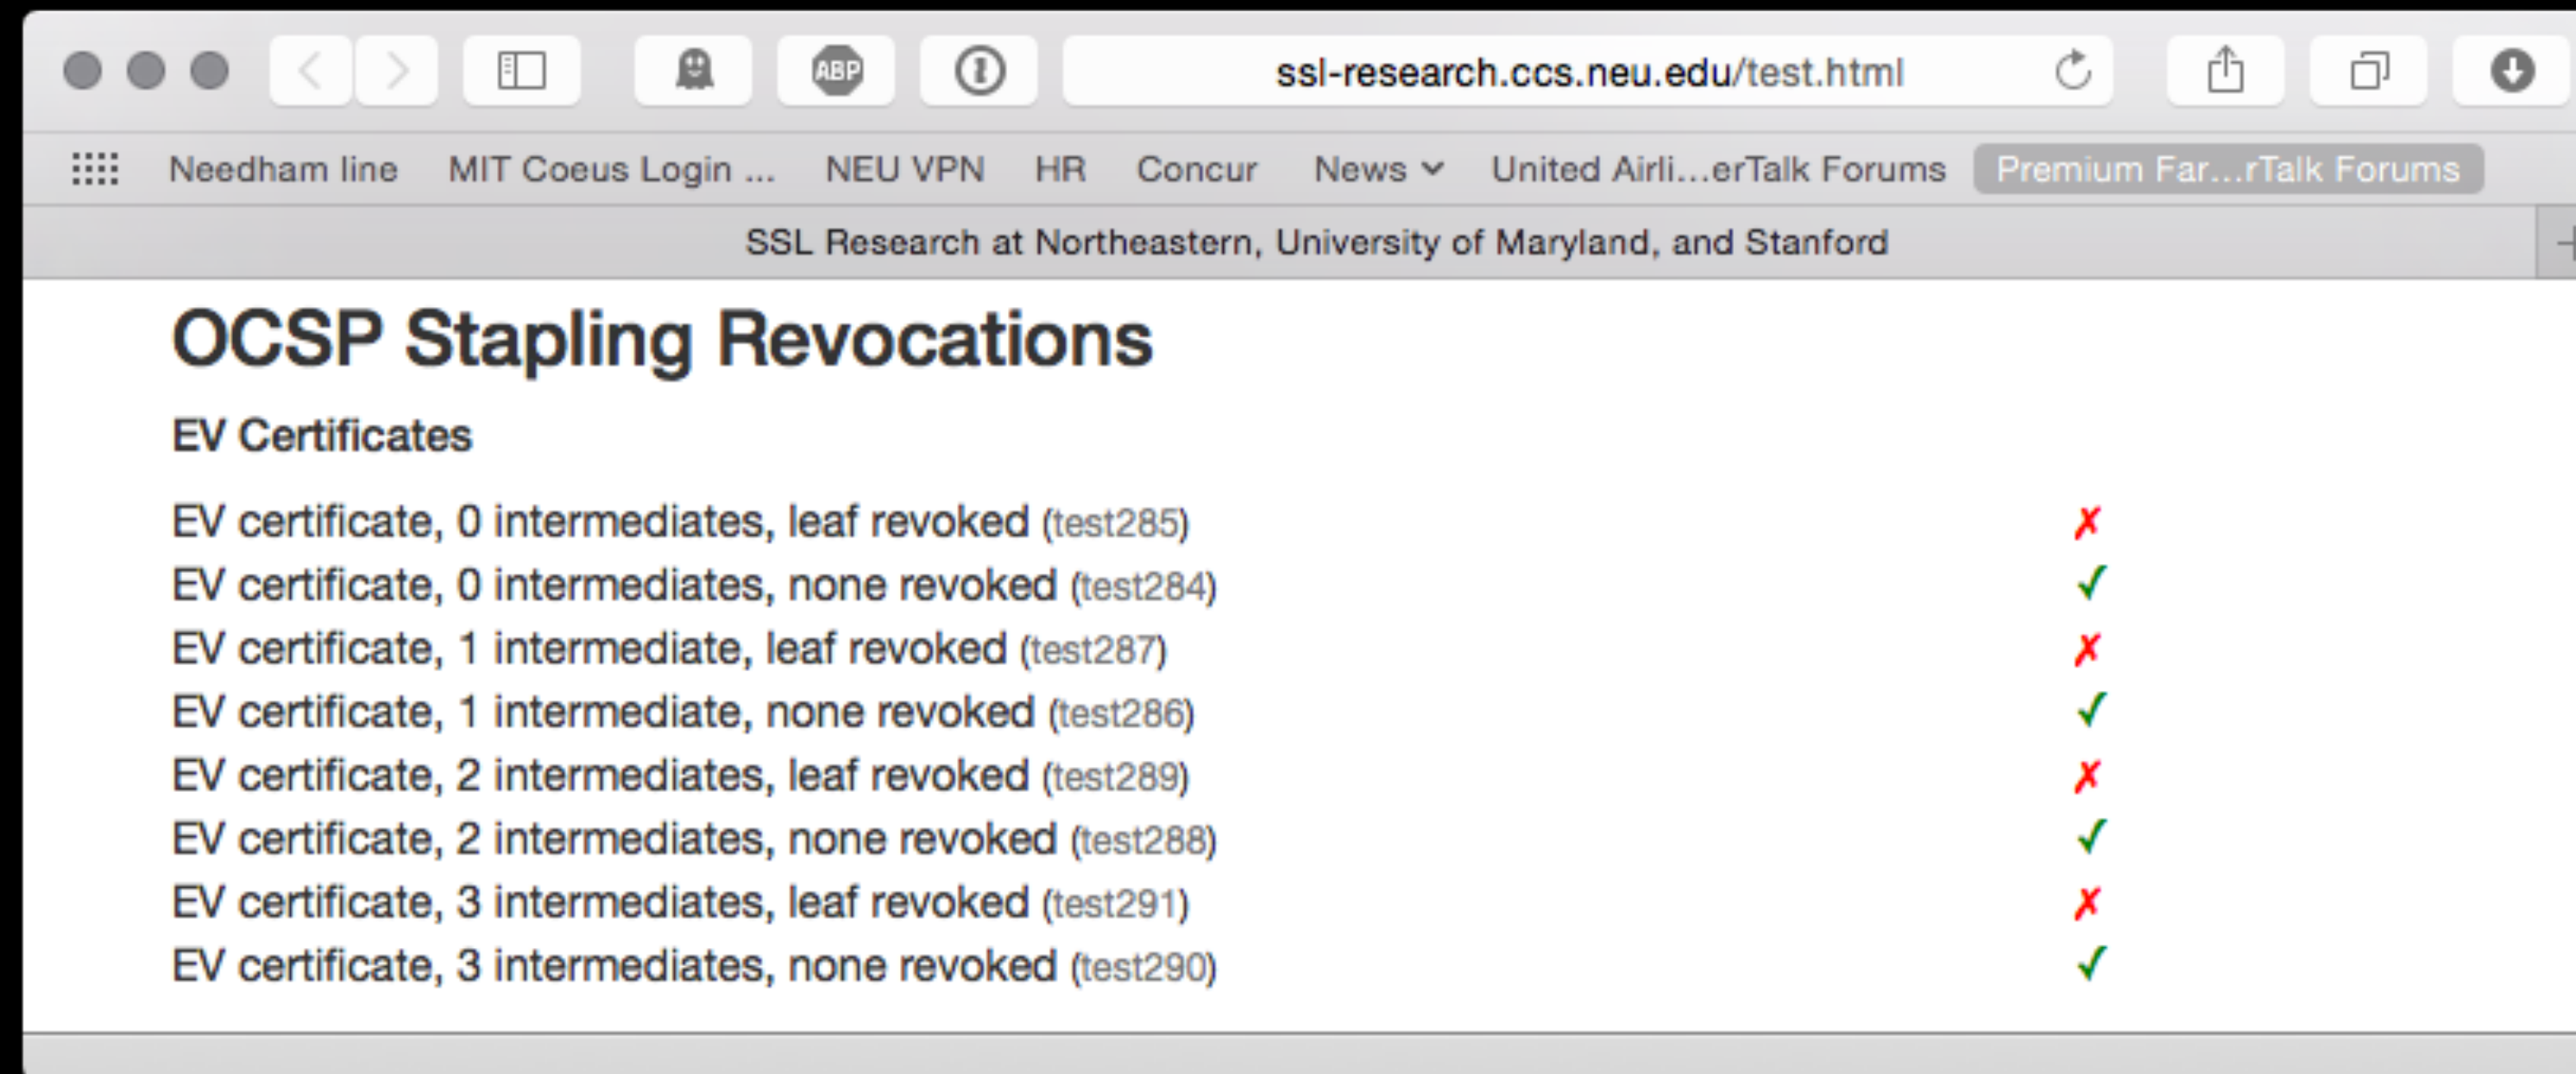 ABP
ssl-research.ccs.neu.edu/test.html
Needham line MIT Coeus Login ... NEU VPN HR Concur News United Airli...erTalk Forums Premium Far...rTalk Forums
SSL Research at Northeastern, University of Maryland, and Stanford
OCSP Stapling Revocations
EV Certificates
EV certificate, 0 intermediates, leaf revoked (test285) ✗
EV certificate, 0 intermediates, none revoked (test284) ✓
EV certificate, 1 intermediate, leaf revoked (test287) ✗
EV certificate, 1 intermediate, none revoked (test286) ✓
EV certificate, 2 intermediates, leaf revoked (test289) ✗
EV certificate, 2 intermediates, none revoked (test288) ✓
EV certificate, 3 intermediates, leaf revoked (test291) ✗
EV certificate, 3 intermediates, none revoked (test290) ✓